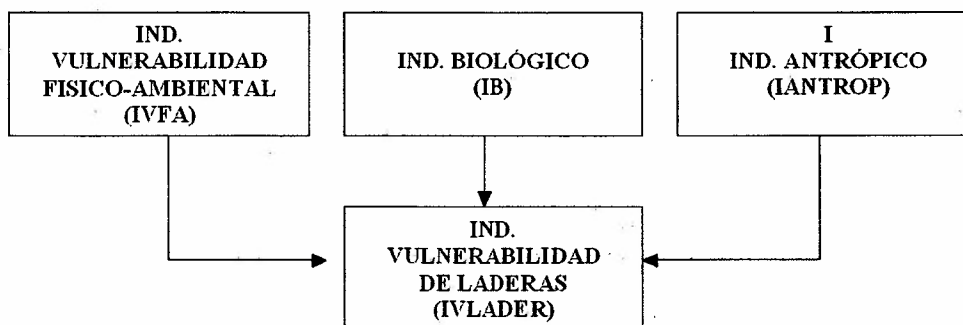 IND.
VULNERABILIDAD
FISICO-AMBIENTAL
(IVFA)
IND. BIOLÓGICO
(IB)
I
IND. ANTRÓPICO
(IANTROP)
IND.
VULNERABILIDAD
DE LADERAS
(IVLADER)